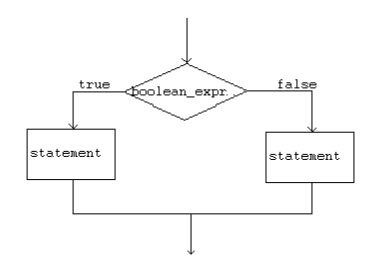 true
false
boolean_expr.
statement
statement